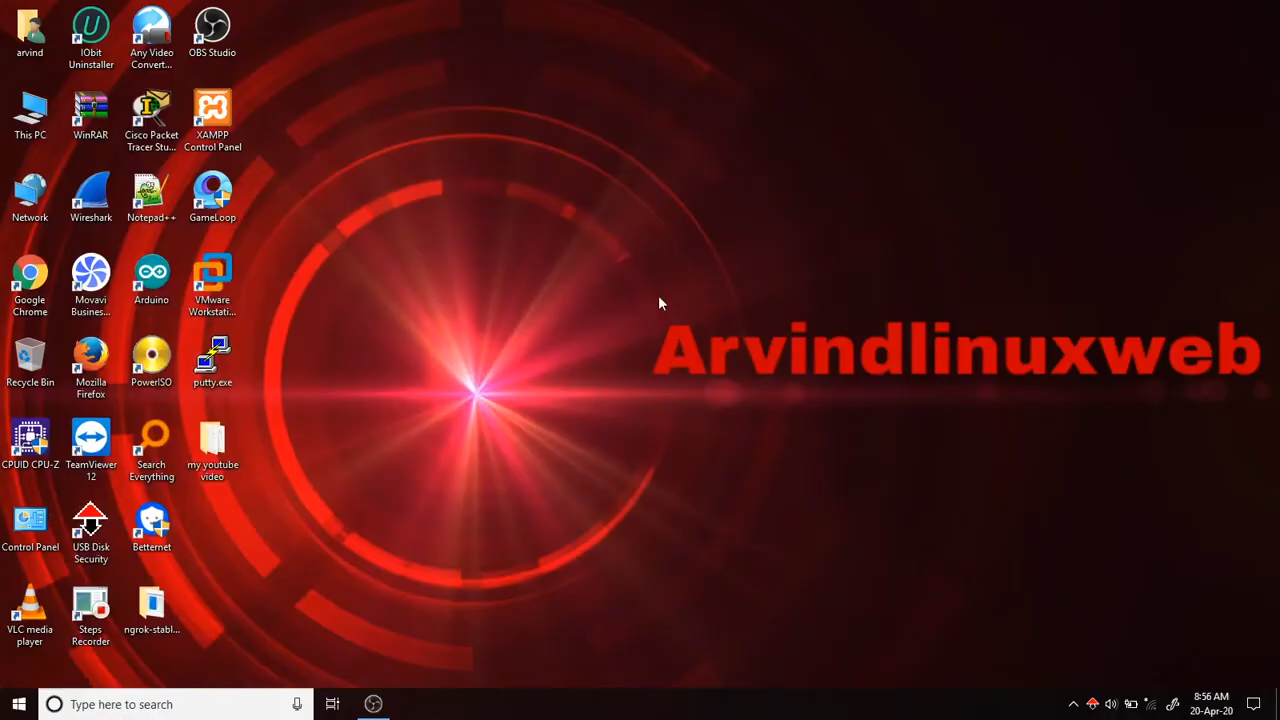 arvind
IObit
Uninstaller
Any Video
Convert...
OBS Studio
This PC
WinRAR
Cisco Packet
Tracer Stu...
XAMPP
Control Panel
Network
Wireshark
Notepad++
GameLoop
Google
Chrome
Movavi
Busines...
Arduino
VMware
Workstati...
Recycle Bin
Mozilla
Firefox
PowerISO
putty.exe
CPUID CPU-Z
TeamViewer
12
Search
Everything
my youtube
video
Control Panel
USB Disk
Security
Betternet
VLC media
player
Steps
Recorder
ngrok-stabl...
Arvindlinuxweb
Type here to search
8:56 AM
20-Apr-20